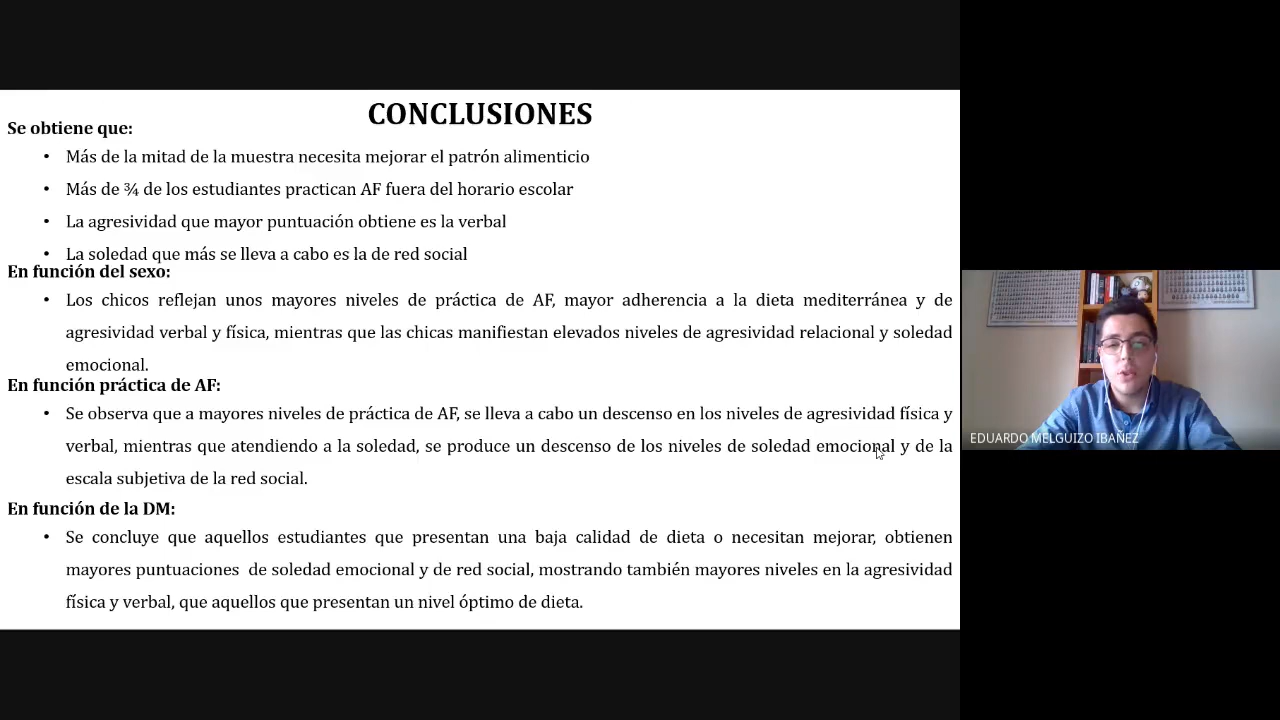 CONCLUSIONES
Se obtiene que:
• Más de la mitad de la muestra necesita mejorar el patrón alimenticio
• Más de ¾ de los estudiantes practican AF fuera del horario escolar
• La agresividad que mayor puntuación obtiene es la verbal
• La soledad que más se lleva a cabo es la de red social
En función del sexo:
• Los chicos reflejan unos mayores niveles de práctica de AF, mayor adherencia a la dieta mediterránea y de
agresividad verbal y física, mientras que las chicas manifiestan elevados niveles de agresividad relacional y soledad
emocional.
En función práctica de AF:
• Se observa que a mayores niveles de práctica de AF, se lleva a cabo un descenso en los niveles de agresividad física y
verbal, mientras que atendiendo a la soledad, se produce un descenso de los niveles de soledad emocional y de la
escala subjetiva de la red social.
En función de la DM:
• Se concluye que aquellos estudiantes que presentan una baja calidad de dieta o necesitan mejorar, obtienen
mayores puntuaciones de soledad emocional y de red social, mostrando también mayores niveles en la agresividad
física y verbal, que aquellos que presentan un nivel óptimo de dieta.
EDUARDO MELGUIZO IBAÑEZ